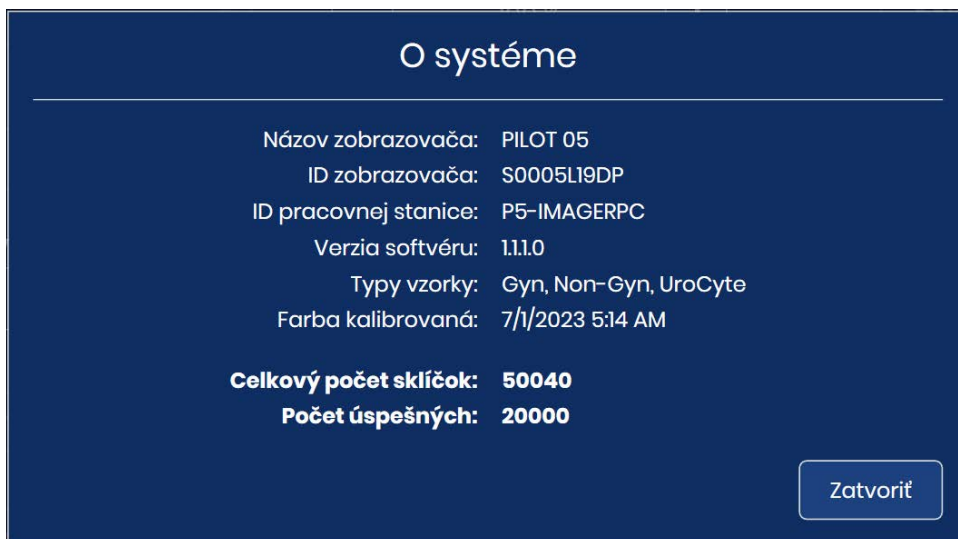 O systéme
Názov zobrazovača: PILOT 05
ID zobrazovača: S0005L19DP
ID pracovnej stanice: P5-IMAGERPC
Verzia softvéru: 1.1.1.0
Typy vzorky: Gyn, Non-Gyn, UroCyte
Farba kalibrovaná: 7/1/2023 5:14 AM
Celkový počet sklíčok: 50040
Počet úspešných: 20000
Zatvoriť